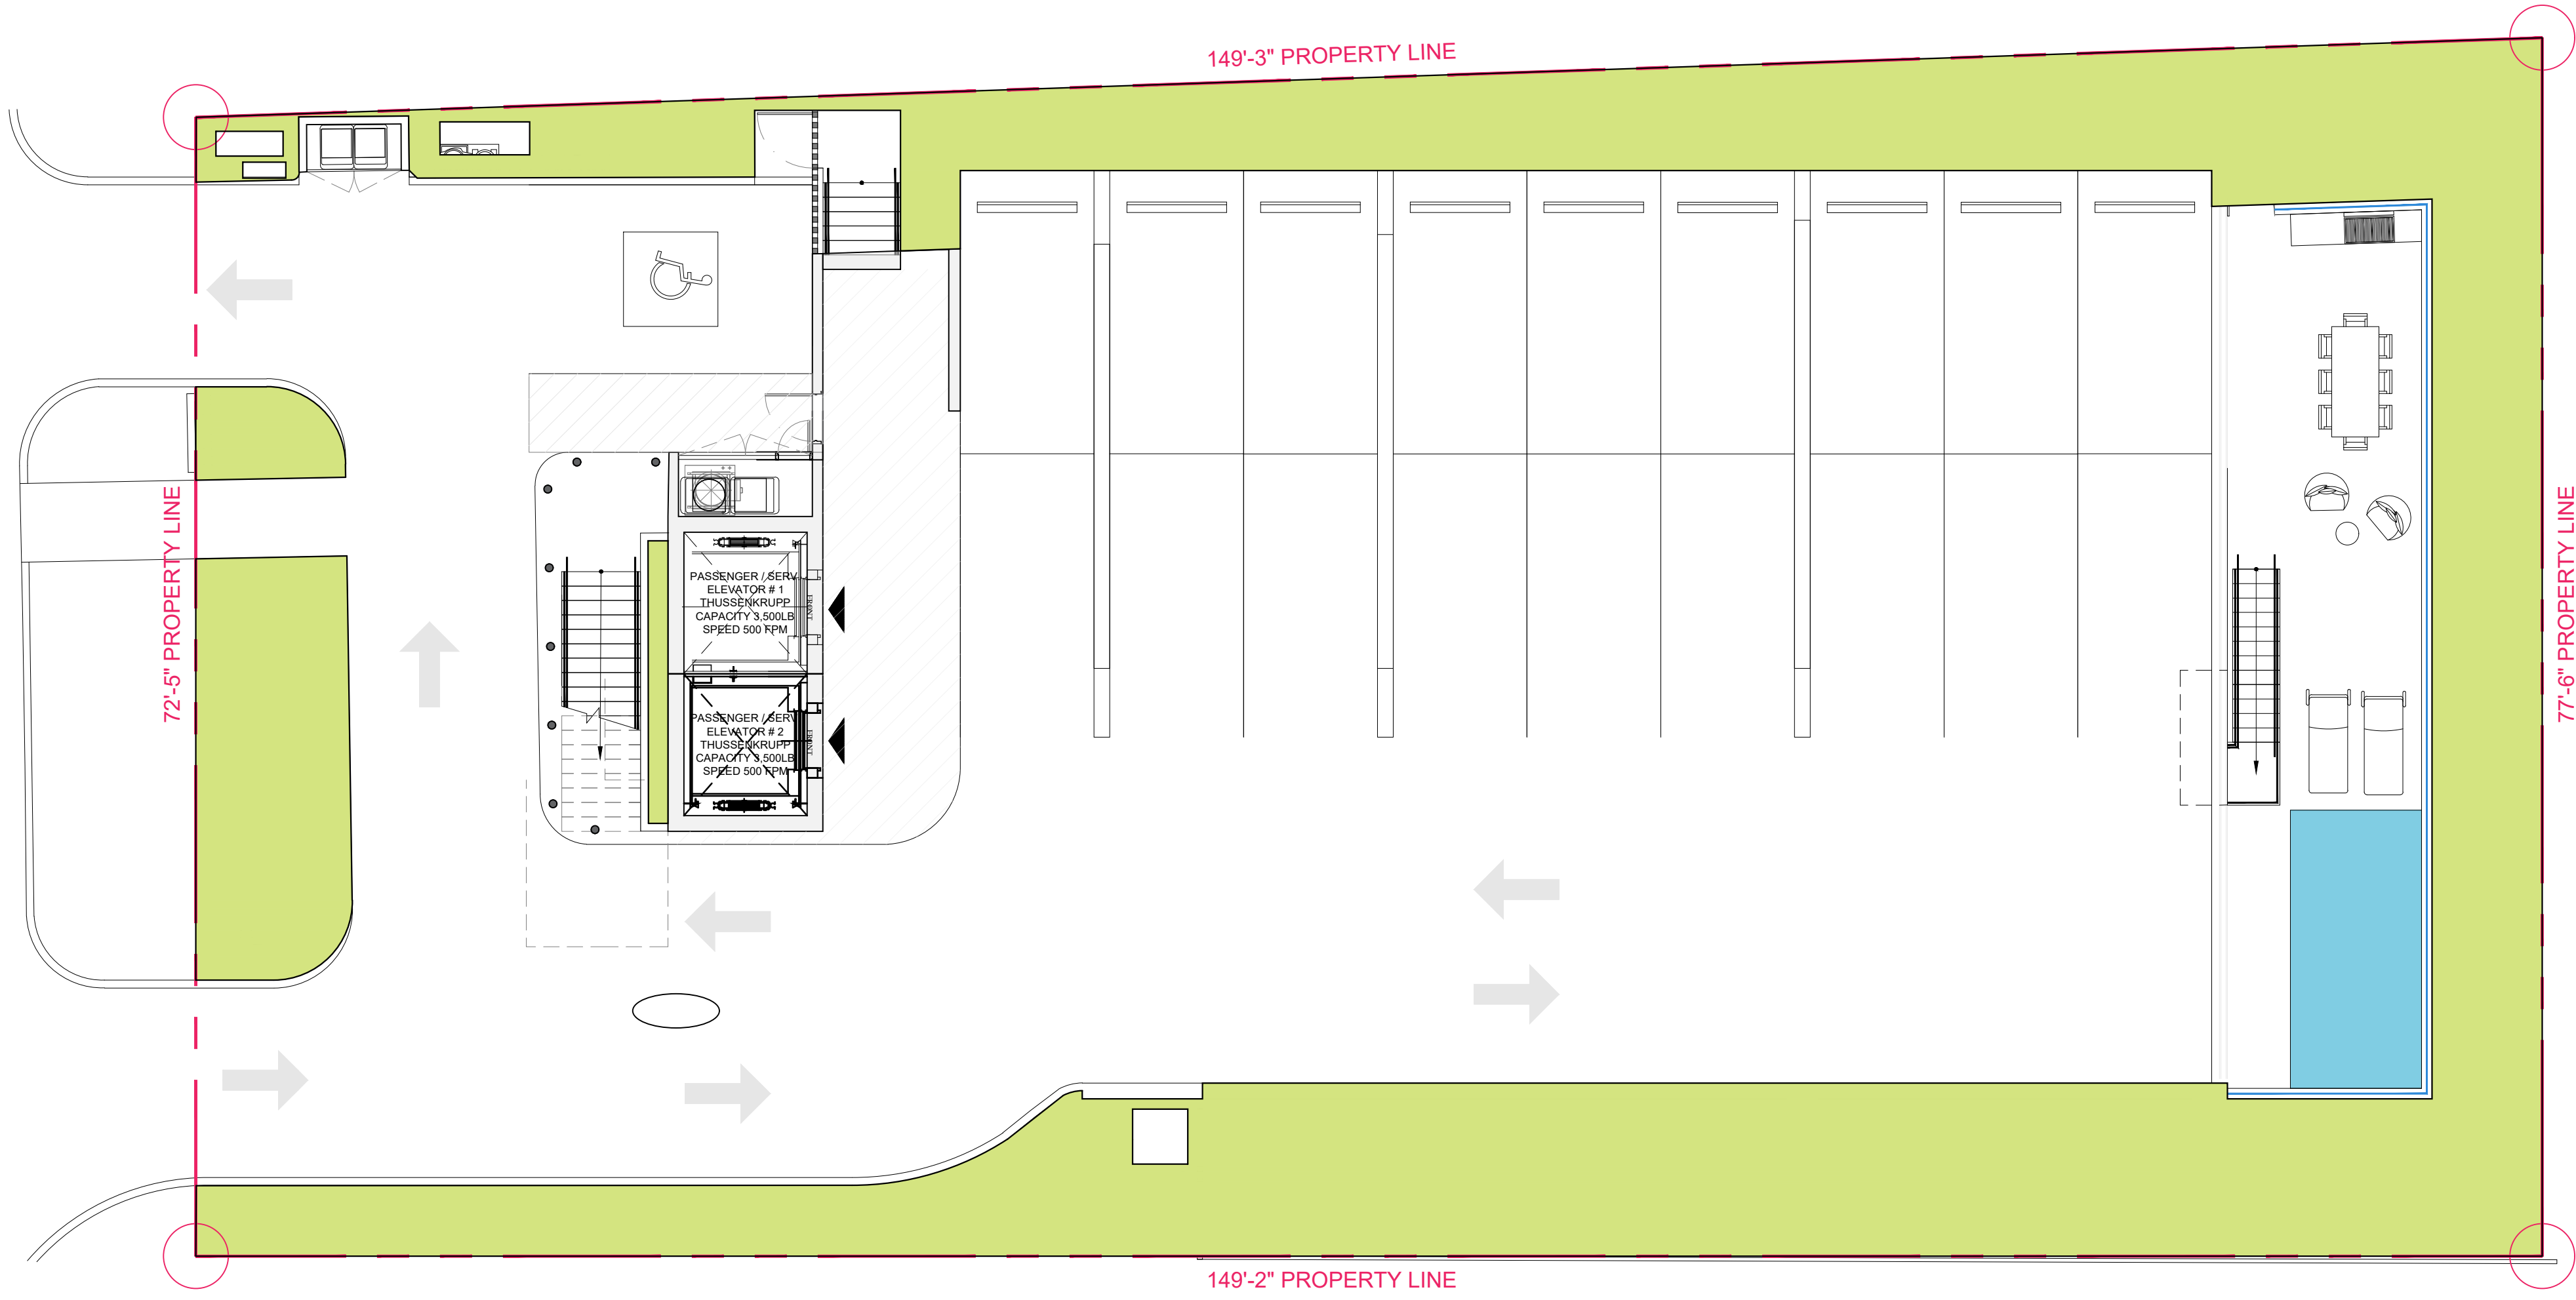 149'-3" PROPERTY LINE
72'-5" PROPERTY LINE
PASSENGER / SERV
ELEVATOR # 1
THUSSENKRUPP
CAPACITY 3,500LB
SPEED 500 FPM
FRONT
PASSENGER / SERV
ELEVATOR # 2
THUSSENKRUPP
CAPACITY 3,500LB
SPEED 500 FPM
FRONT
77'-6" PROPERTY LINE
149'-2" PROPERTY LINE